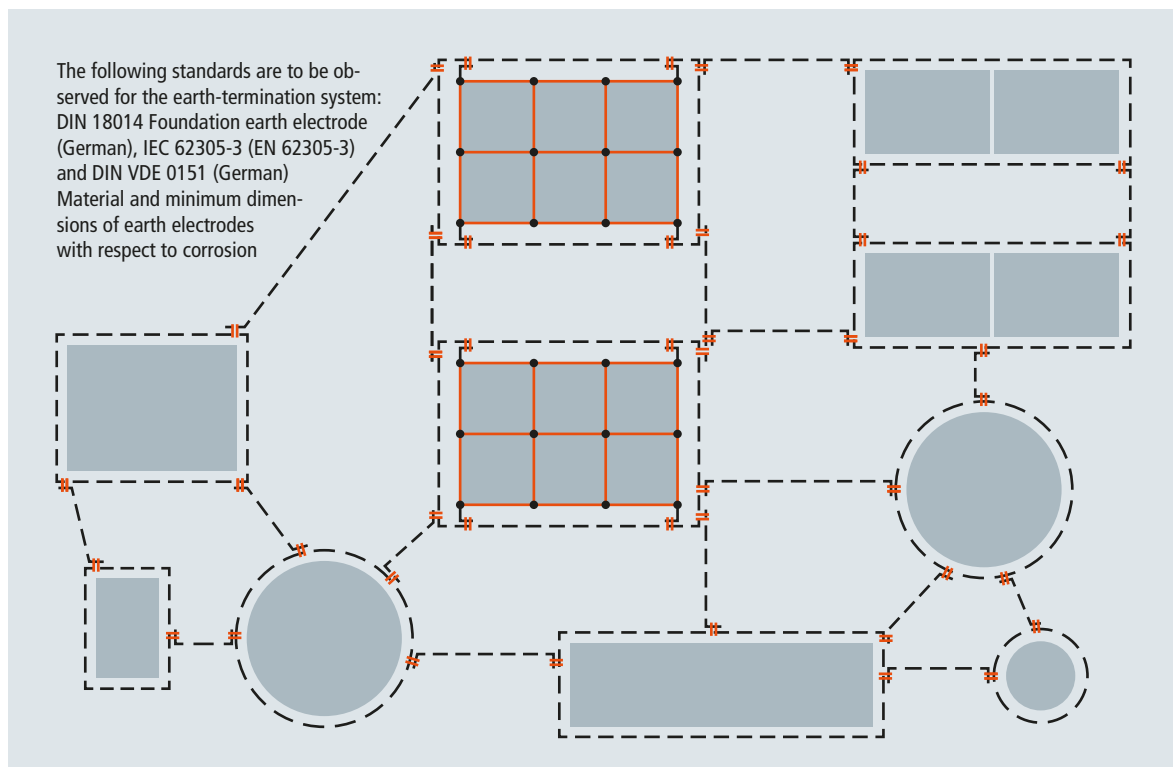 The following standards are to be ob-
served for the earth-termination system:
DIN 18014 Foundation earth electrode
(German), IEC 62305-3 (EN 62305-3)
and DIN VDE 0151 (German)
Material and minimum dimen-
sions of earth electrodes
with respect to corrosion